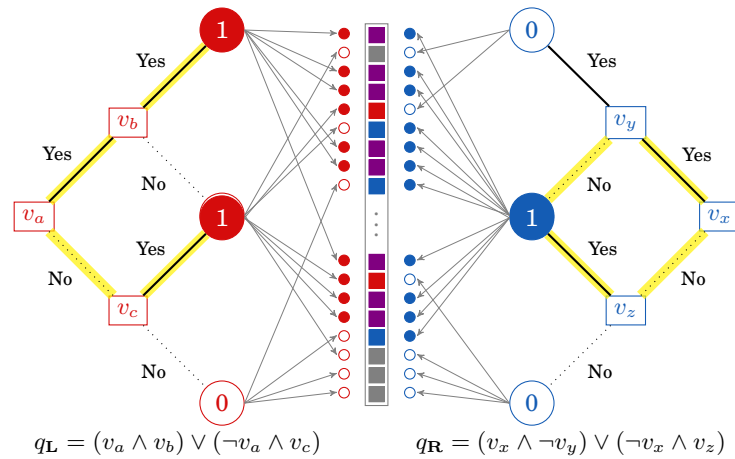 1
0
Yes
Yes
v_b
v_y
Yes
Yes
No
No
v_a
1
1
v_x
Yes
Yes
No
No
v_c
v_z
No
No
0
0
q_L = (v_a ∧ v_b) ∨ (¬v_a ∧ v_c)
q_R = (v_x ∧ ¬v_y) ∨ (¬v_x ∧ v_z)